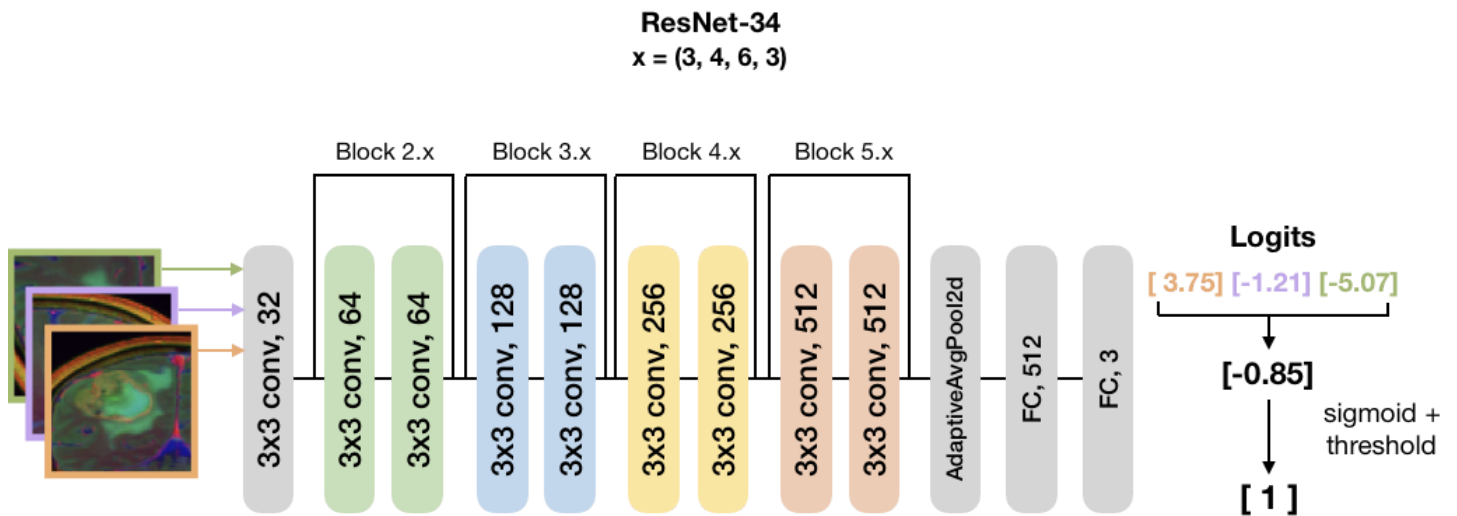 ResNet-34
x = (3, 4, 6, 3)
Block 2.x
Block 3.x
Block 4.x
Block 5.x
3x3 conv, 32
3x3 conv, 64
3x3 conv, 64
3x3 conv, 128
3x3 conv, 128
3x3 conv, 256
3x3 conv, 256
3x3 conv, 512
3x3 conv, 512
AdaptiveAvgPool2d
FC, 512
FC, 3
Logits
[ 3.75] [-1.21] [-5.07]
[-0.85]
sigmoid +
threshold
[ 1 ]